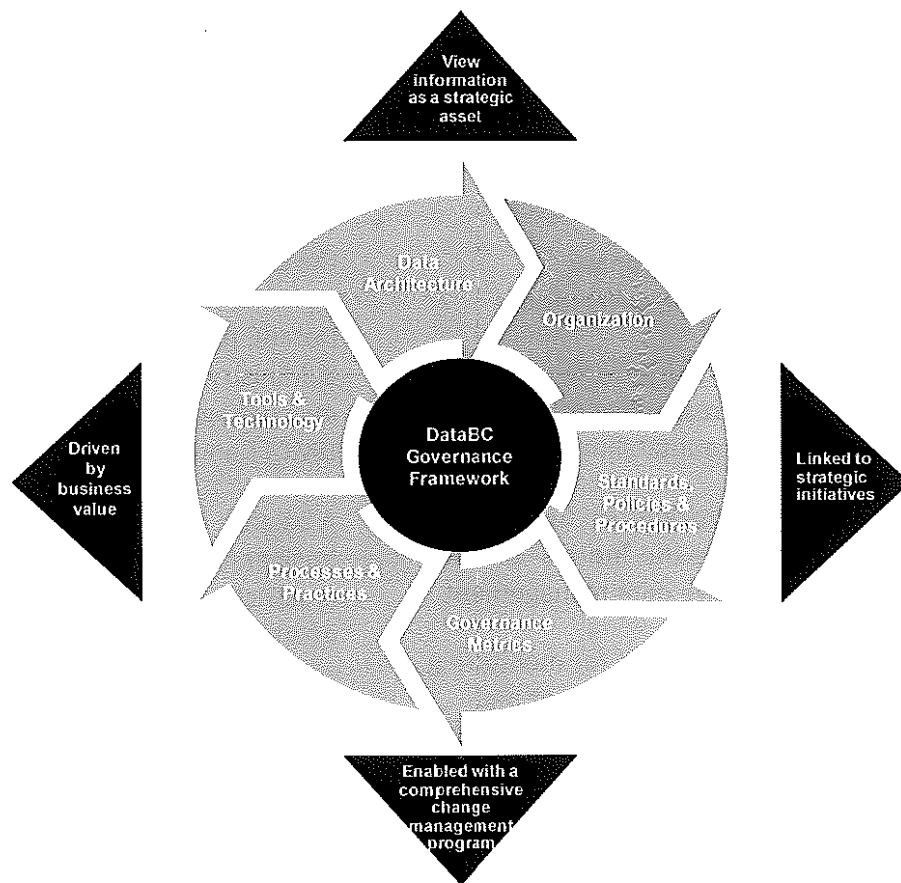 View
information
as a strategic
asset
Data
Architecture
Organization
Tools &
Technology
DataBC
Governance
Framework
Driven
by
business
value
Linked to
strategic
initiatives
Standards,
Policies &
Procedures
Processes &
Practices
Governance
Metrics
Enabled with a
comprehensive
change
management
program